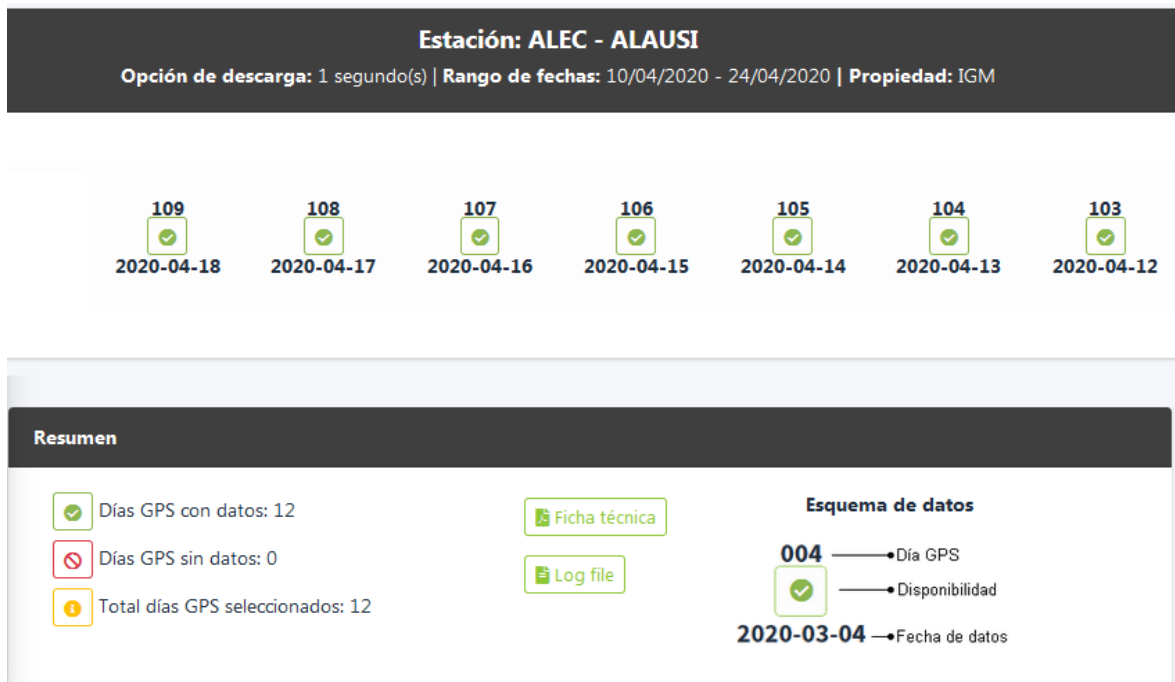 Estación: ALEC - ALAUSI
Opción de descarga: 1 segundo(s) | Rango de fechas: 10/04/2020 - 24/04/2020 | Propiedad: IGM
109 108 107 106 105 104 103
2020-04-18 2020-04-17 2020-04-16 2020-04-15 2020-04-14 2020-04-13 2020-04-12
Resumen
Días GPS con datos: 12
Días GPS sin datos: 0
Total días GPS seleccionados: 12
Ficha técnica
Log file
Esquema de datos
004 Día GPS
Disponibilidad
2020-03-04 Fecha de datos